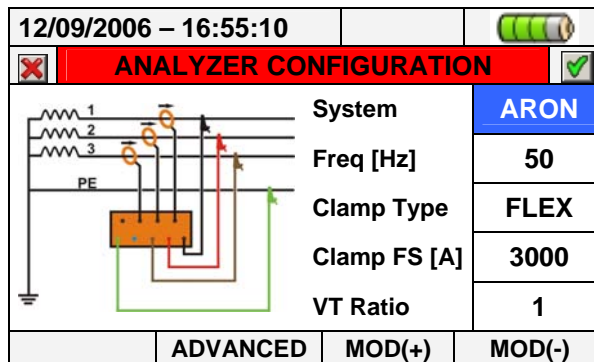 12/09/2006 – 16:55:10
ANALYZER CONFIGURATION
1
2
3
PE
System ARON
Freq [Hz] 50
Clamp Type FLEX
Clamp FS [A] 3000
VT Ratio 1
ADVANCED MOD(+) MOD(-)